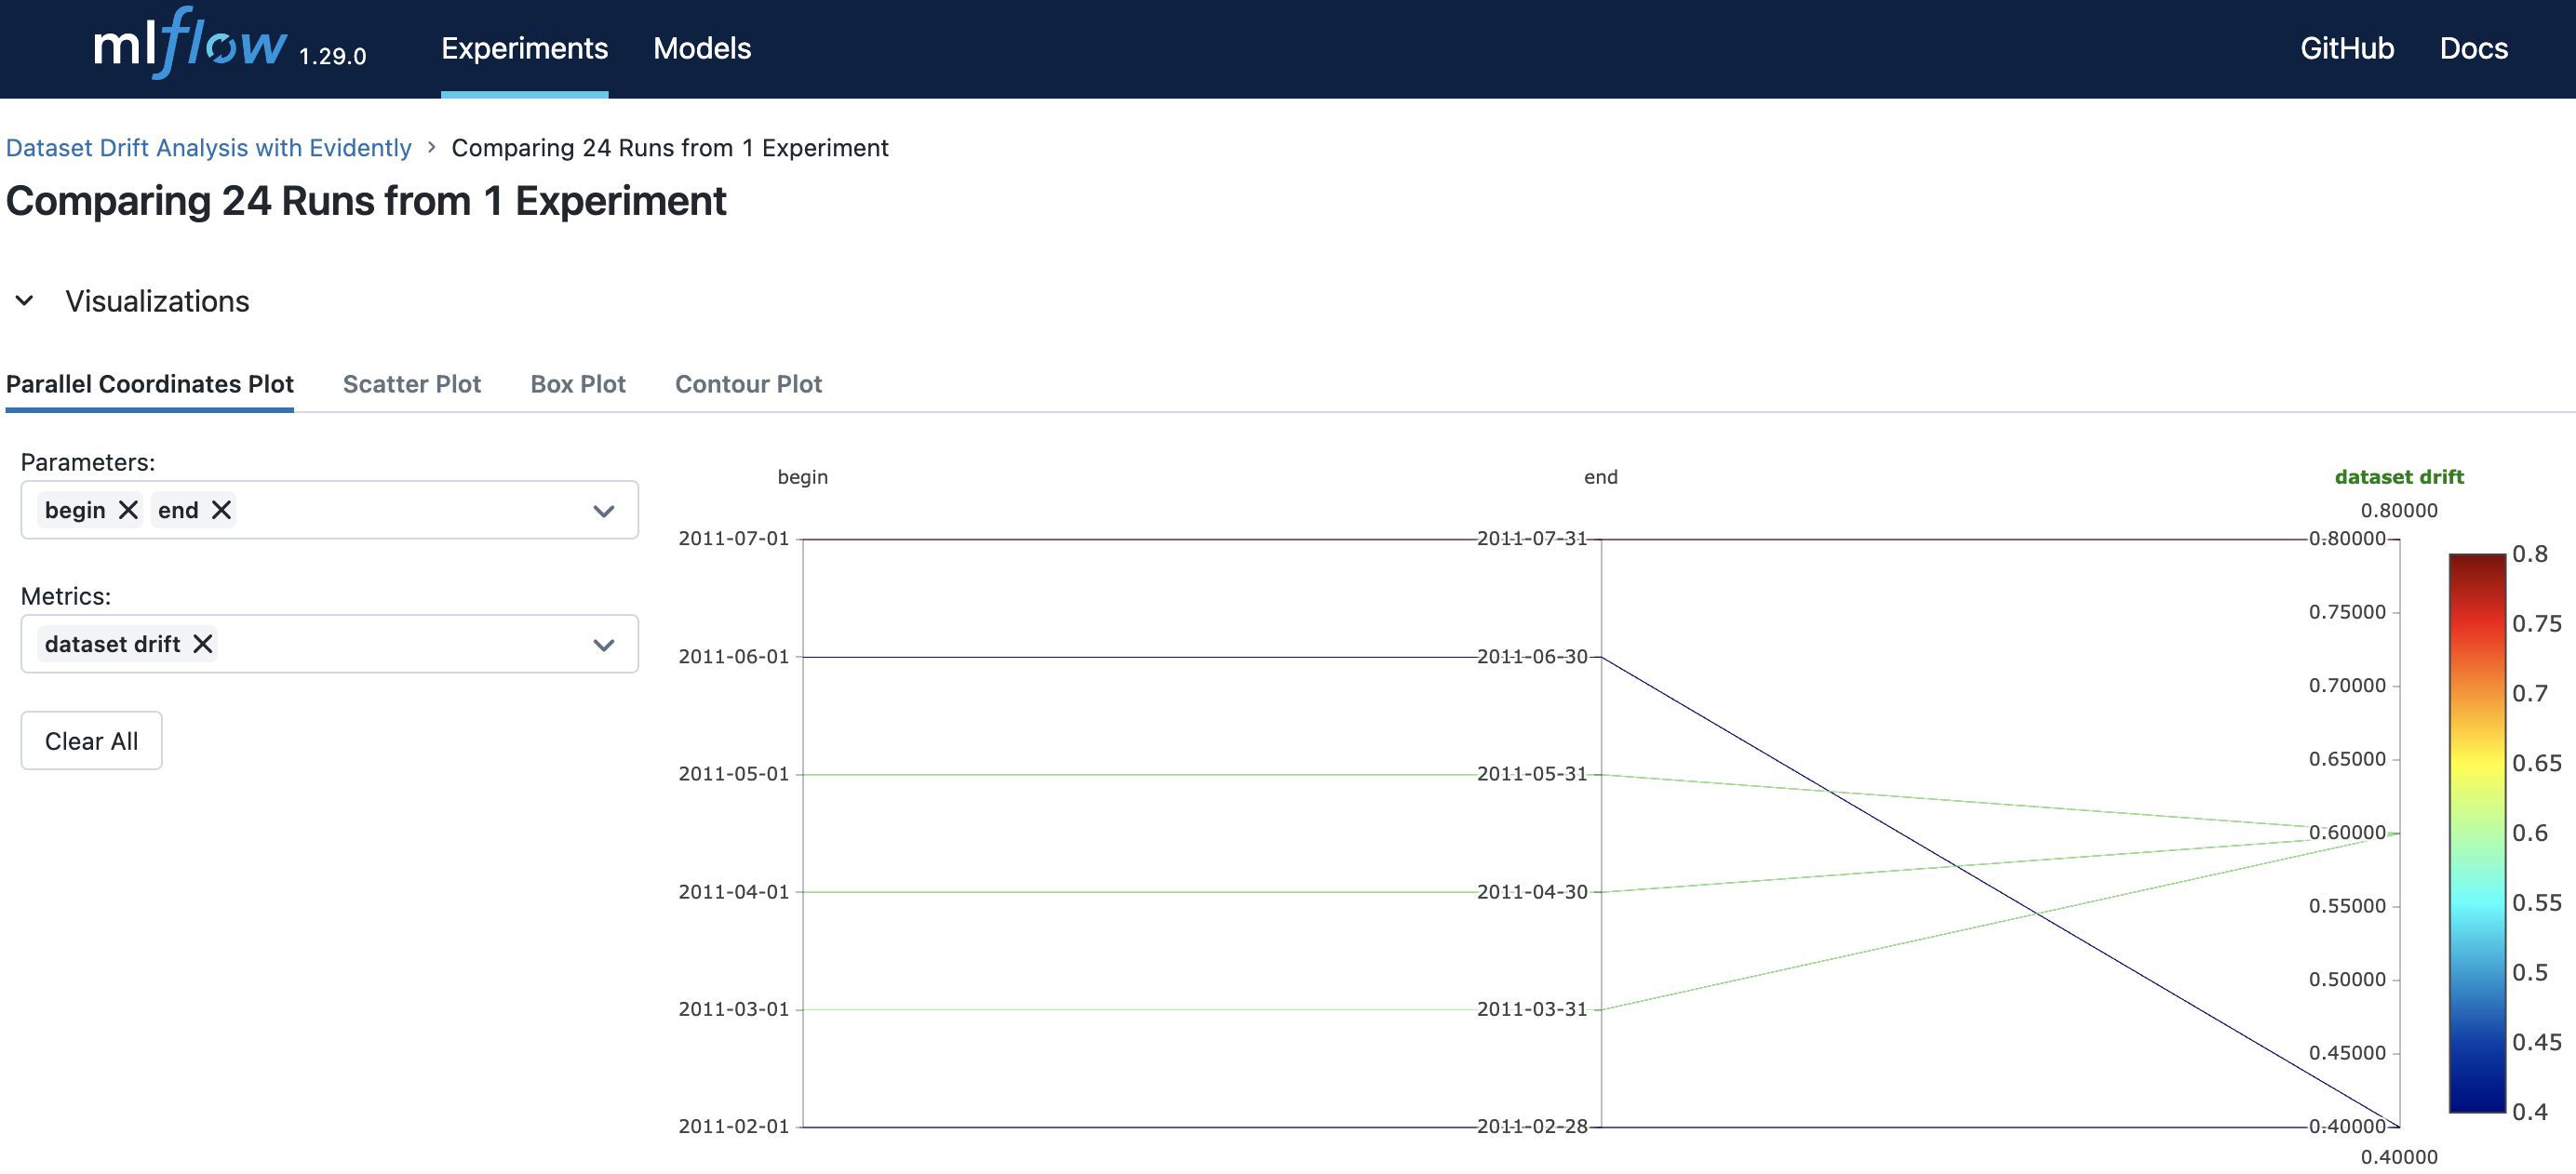 mlflow 1.29.0 Experiments Models GitHub Docs
Dataset Drift Analysis with Evidently > Comparing 24 Runs from 1 Experiment
Comparing 24 Runs from 1 Experiment
Visualizations
Parallel Coordinates Plot Scatter Plot Box Plot Contour Plot
Parameters:
begin end
Metrics:
dataset drift
Clear All
begin end dataset drift
0.80000
2011-07-01 2011-07-31 0.80000
0.75000
2011-06-01 2011-06-30
0.70000
0.65000
2011-05-01 2011-05-31
0.60000
2011-04-01 2011-04-30
0.55000
0.50000
2011-03-01 2011-03-31
0.45000
2011-02-01 2011-02-28 0.40000
0.40000
0.8
0.75
0.7
0.65
0.6
0.55
0.5
0.45
0.4